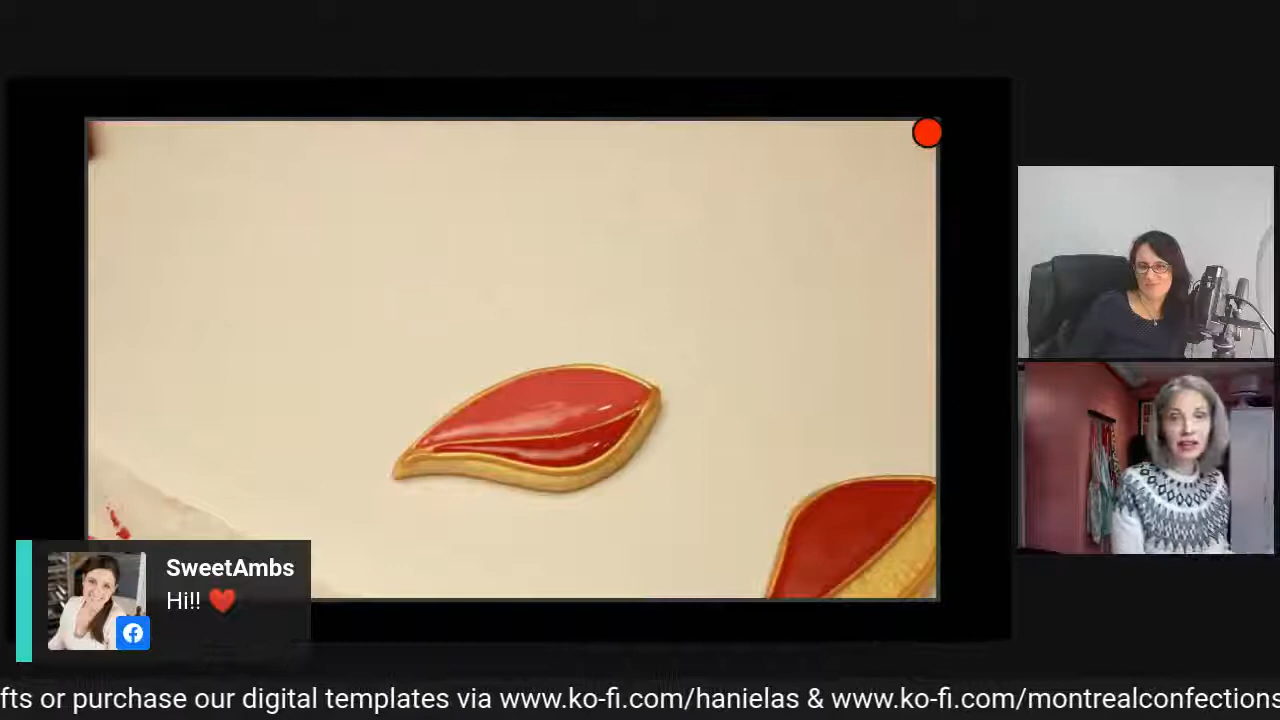 SweetAmbs
Hi!! ❤️
fts or purchase our digital templates via www.ko-fi.com/hanielas & www.ko-fi.com/montrealconfections